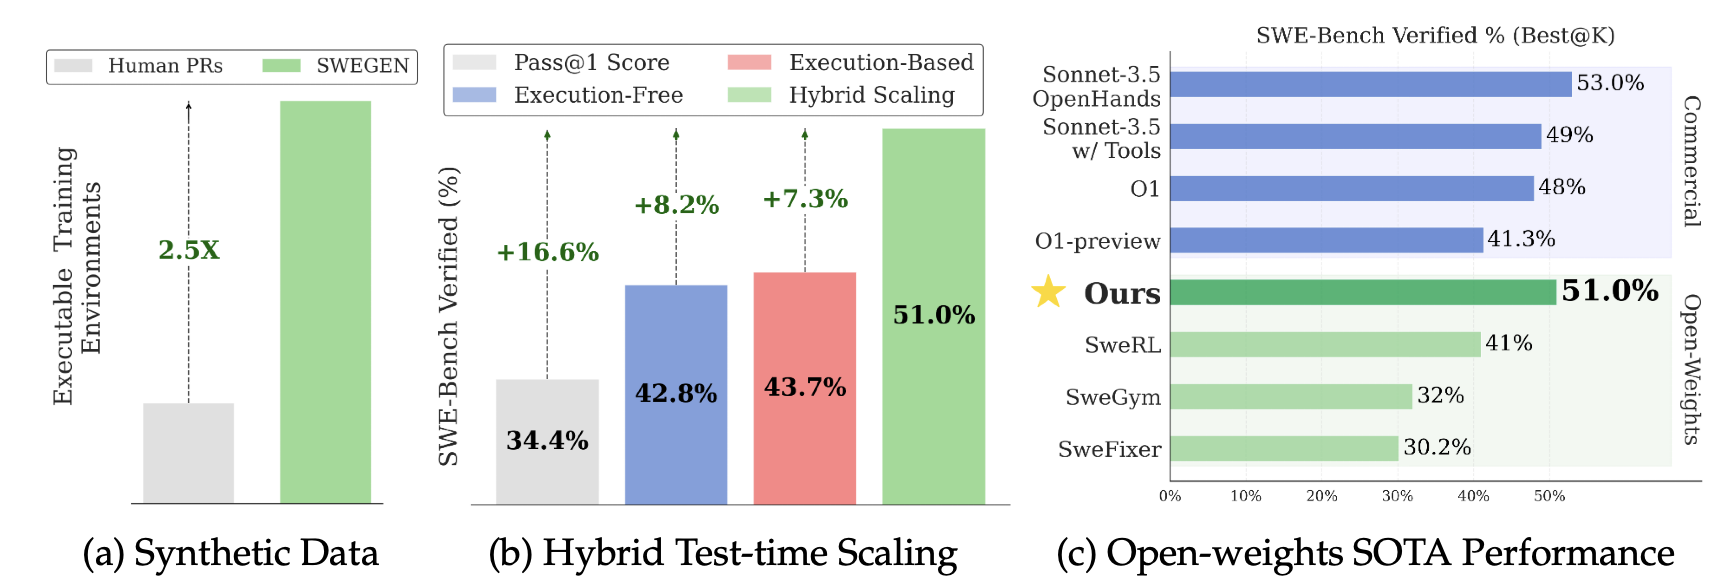 Human PRs
SWEGEN
Executable Training
Environments
2.5X
(a) Synthetic Data
Pass@1 Score
Execution-Based
Execution-Free
Hybrid Scaling
SWE-Bench Verified (%)
+16.6%
+8.2%
+7.3%
34.4%
42.8%
43.7%
51.0%
(b) Hybrid Test-time Scaling
SWE-Bench Verified % (Best@K)
Sonnet-3.5
OpenHands
53.0%
Sonnet-3.5
w/ Tools
49%
O1
48%
O1-preview
41.3%
Commercial
Ours
51.0%
SweRL
41%
SweGym
32%
SweFixer
30.2%
Open-Weights
0% 10% 20% 30% 40% 50%
(c) Open-weights SOTA Performance